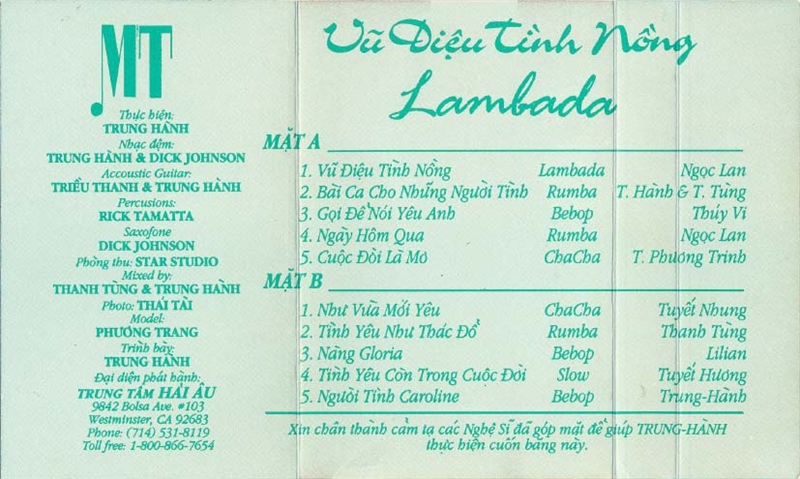 MT
Thực hiện:
TRUNG HÀNH
Nhạc đệm:
TRUNG HÀNH & DICK JOHNSON
Accoustic Guitar:
TRIỀU THANH & TRUNG HÀNH
Percusions:
RICK TAMATTA
Saxofone
DICK JOHNSON
Phòng thu: STAR STUDIO
Mixed by:
THANH TÙNG & TRUNG HÀNH
Photo: THÁI TÀI
Model:
PHƯƠNG TRANG
Trình bày:
TRUNG HÀNH
Đại diện phát hành:
TRUNG TÂM HẢI ÂU
9842 Bolsa Ave. #103
Westminster, CA 92683
Phone: (714) 531-8119
Toll free: 1-800-866-7654
Vũ Điệu Tình Nồng
Lambada
MẶT A
1. Vũ Điệu Tình Nồng Lambada Ngọc Lan
2. Bài Ca Cho Những Người Tình Rumba T. Hành & T. Tùng
3. Gọi Để Nói Yêu Anh Bebop Thúy Vi
4. Ngày Hôm Qua Rumba Ngọc Lan
5. Cuộc Đời Là Mơ ChaCha T. Phương Trinh
MẶT B
1. Như Vừa Mới Yêu ChaCha Tuyết Nhung
2. Tình Yêu Như Thác Đổ Rumba Thanh Tùng
3. Nàng Gloria Bebop Lilian
4. Tình Yêu Còn Trong Cuộc Đời Slow Tuyết Hương
5. Người Tình Caroline Bebop Trung-Hành
Xin chân thành cảm tạ các Nghệ Sĩ đã góp mặt để giúp TRUNG-HÀNH
thực hiện cuốn băng này.